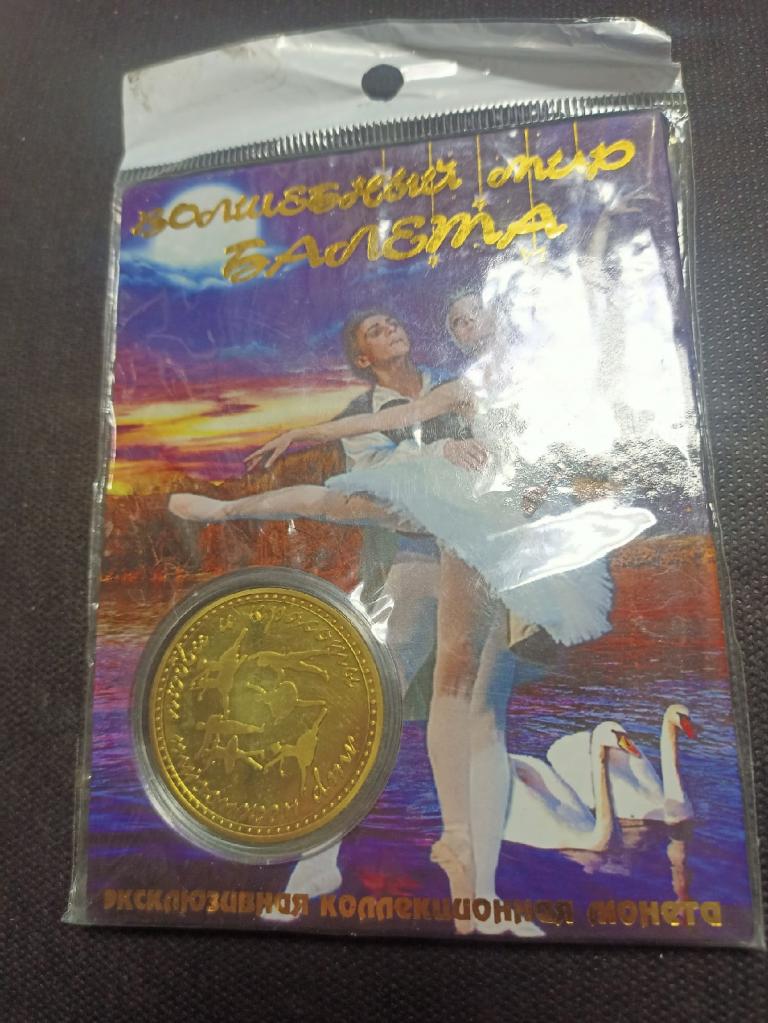 ВОЛШЕБНЫЙ МИР
БАЛЕТА
ЭКСКЛЮЗИВНАЯ КОЛЛЕКЦИОННАЯ МОНЕТА